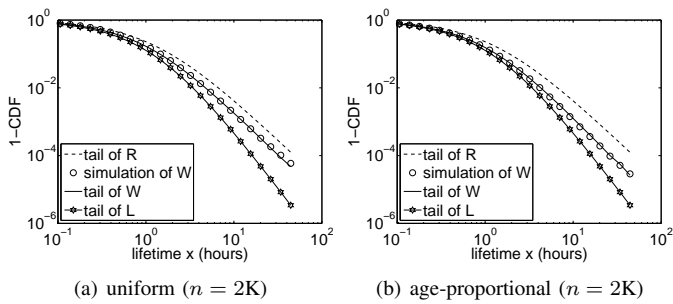 10^0
10^-2
10^-4
10^-6
1−CDF
tail of R
simulation of W
tail of W
tail of L
10^-1 10^0 10^1 10^2
lifetime x (hours)
(a) uniform (n = 2K)
10^0
10^-2
10^-4
10^-6
1−CDF
tail of R
simulation of W
tail of W
tail of L
10^-1 10^0 10^1 10^2
lifetime x (hours)
(b) age-proportional (n = 2K)